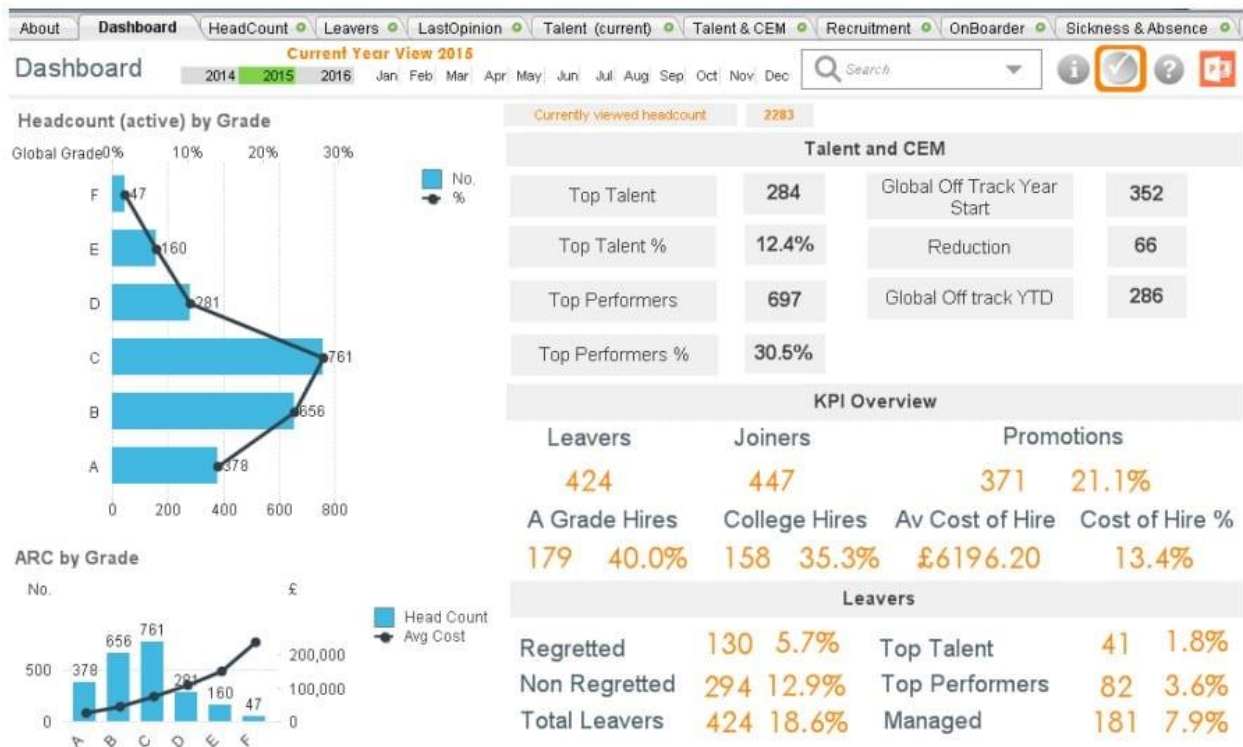 About Dashboard HeadCount Leavers LastOpinion Talent (current) Talent & CEM Recruitment OnBoarder Sickness & Absence
Current Year View 2015
Dashboard 2014 2015 2016 Jan Feb Mar Apr May Jun Jul Aug Sep Oct Nov Dec Search i ?
Headcount (active) by Grade
Global Grade 0% 10% 20% 30%
No.
%
F 47
E 160
D 281
C 761
B 656
A 378
0 200 400 600 800
ARC by Grade
No. £
Head Count
Avg Cost
378 656 761 281 160 47
500 0
200,000
100,000
0
A B C D E F
Currently viewed headcount 2283
Talent and CEM
Top Talent 284 Global Off Track Year Start 352
Top Talent % 12.4% Reduction 66
Top Performers 697 Global Off track YTD 286
Top Performers % 30.5%
KPI Overview
Leavers Joiners Promotions
424 447 371 21.1%
A Grade Hires College Hires Av Cost of Hire Cost of Hire %
179 40.0% 158 35.3% £6196.20 13.4%
Leavers
Regretted 130 5.7% Top Talent 41 1.8%
Non Regretted 294 12.9% Top Performers 82 3.6%
Total Leavers 424 18.6% Managed 181 7.9%